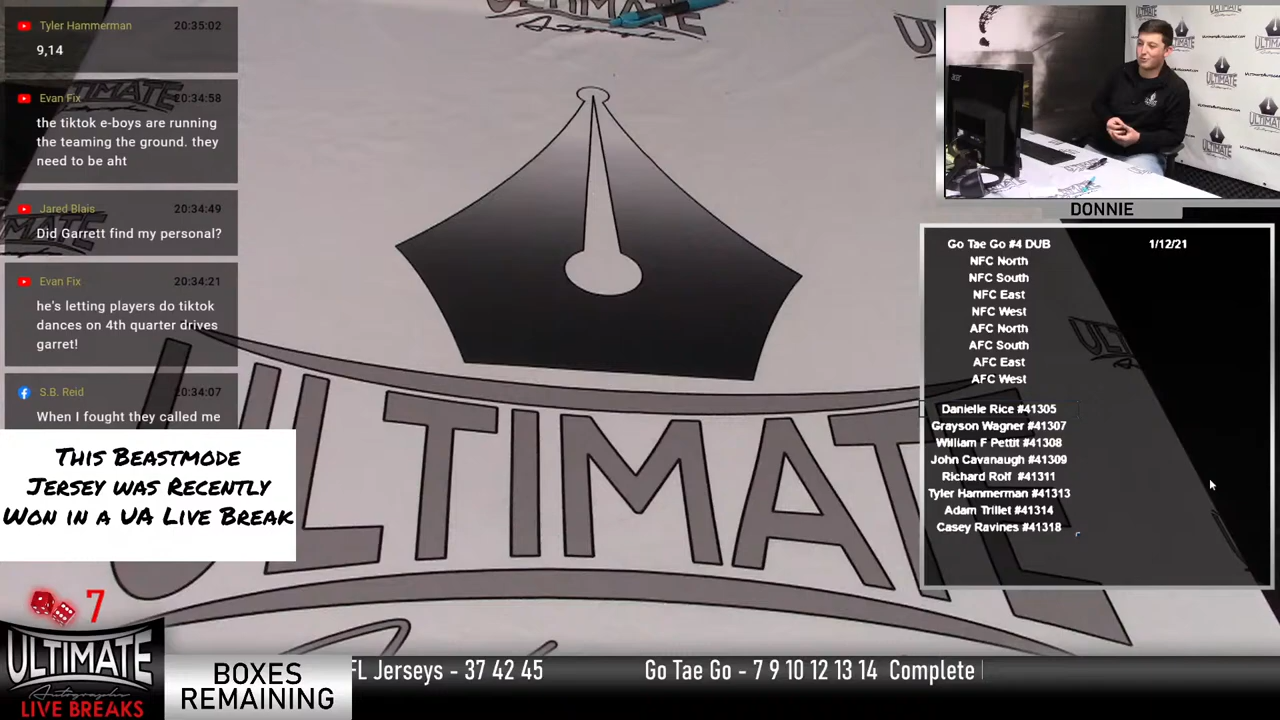 Tyler Hammerman 20:35:02
9,14
Evan Fix 20:34:58
the tiktok e-boys are running
the teaming the ground. they
need to be aht
Jared Blais 20:34:49
Did Garrett find my personal?
Evan Fix 20:34:21
he's letting players do tiktok
dances on 4th quarter drives
garret!
S.B. Reid 20:34:07
When I fought they called me
This Beastmode
Jersey was Recently
Won in a UA Live Break
7
ULTIMATE
Autographs
LIVE BREAKS
BOXES
REMAINING
FL Jerseys - 37 42 45 Go Tae Go - 7 9 10 12 13 14 Complete
ULTIMATE
ULTIMATE
DONNIE
Go Tae Go #4 DUB 1/12/21
NFC North
NFC South
NFC East
NFC West
AFC North
AFC South
AFC East
AFC West
Danielle Rice #41305
Grayson Wagner #41307
William F Pettit #41308
John Cavanaugh #41309
Richard Rolf #41311
Tyler Hammerman #41313
Adam Trillet #41314
Casey Ravines #41318